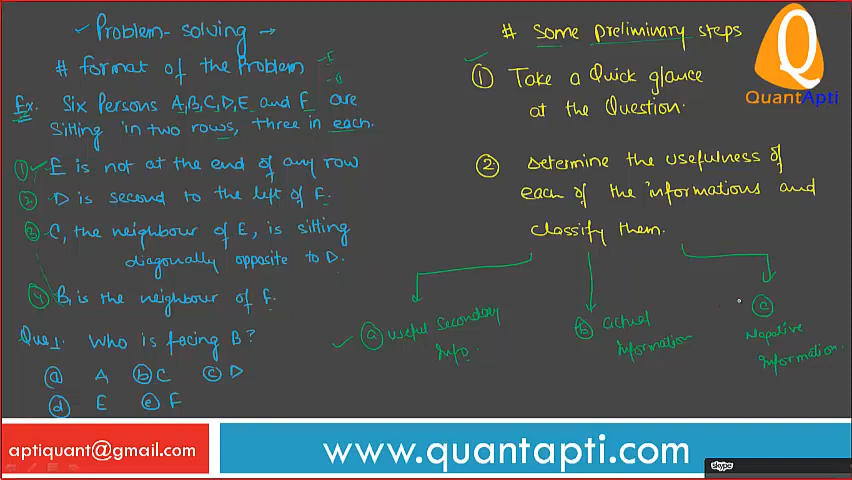 Problem-solving →
# format of the Problem
Ex. Six Persons A,B,C,D,E and F are
sitting in two rows, three in each.
① E is not at the end of any row
② D is second to the left of F.
③ C, the neighbour of E, is sitting
diagonally opposite to D.
④ B, is the neighbour of F.
Que 1. Who is facing B?
ⓐ A ⓑ C ⓒ D
ⓓ E ⓔ F
# Some preliminary steps
① Take a Quick glance
at the Question.
② Determine the usefulness of
each of the informations and
classify them.
ⓐ useful Secondary
Info.
ⓑ actual
information
ⓒ Negative
information.
Q
QuantApti
aptiquant@gmail.com
www.quantapti.com
skype